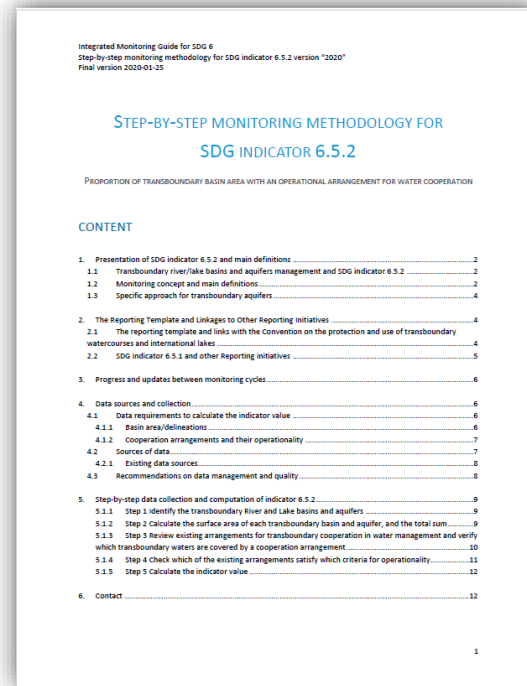 Integrated Monitoring Guide for SDG 6
Step-by-step monitoring methodology for SDG indicator 6.5.2 version “2020”
Final version 2020-01-25
STEP-BY-STEP MONITORING METHODOLOGY FOR
SDG INDICATOR 6.5.2
PROPORTION OF TRANSBOUNDARY BASIN AREA WITH AN OPERATIONAL ARRANGEMENT FOR WATER COOPERATION
CONTENT
1. Presentation of SDG indicator 6.5.2 and main definitions ... 2
1.1 Transboundary river/lake basins and aquifers management and SDG indicator 6.5.2 ... 2
1.2 Monitoring concept and main definitions ... 2
1.3 Specific approach for transboundary aquifers ... 4
2. The Reporting Template and Linkages to Other Reporting Initiatives ... 4
2.1 The reporting template and links with the Convention on the protection and use of transboundary
watercourses and international lakes ... 4
2.2 SDG indicator 6.5.1 and other Reporting initiatives ... 5
3. Progress and updates between monitoring cycles ... 6
4. Data sources and collection ... 6
4.1 Data requirements to calculate the indicator value ... 6
4.1.1 Basin area/delineations ... 6
4.1.2 Cooperation arrangements and their operationality ... 7
4.2 Sources of data ... 7
4.2.1 Existing data sources ... 8
4.3 Recommendations on data management and quality ... 8
5. Step-by-step data collection and computation of indicator 6.5.2 ... 9
5.1.1 Step 1 Identify the transboundary River and Lake basins and aquifers ... 9
5.1.2 Step 2 Calculate the surface area of each transboundary basin and aquifer, and the total sum ... 9
5.1.3 Step 3 Review existing arrangements for transboundary cooperation in water management and verify
which transboundary waters are covered by a cooperation arrangement ... 10
5.1.4 Step 4 Check which of the existing arrangements satisfy which criteria for operationality ... 11
5.1.5 Step 5 Calculate the indicator value ... 12
6. Contact ... 12
1